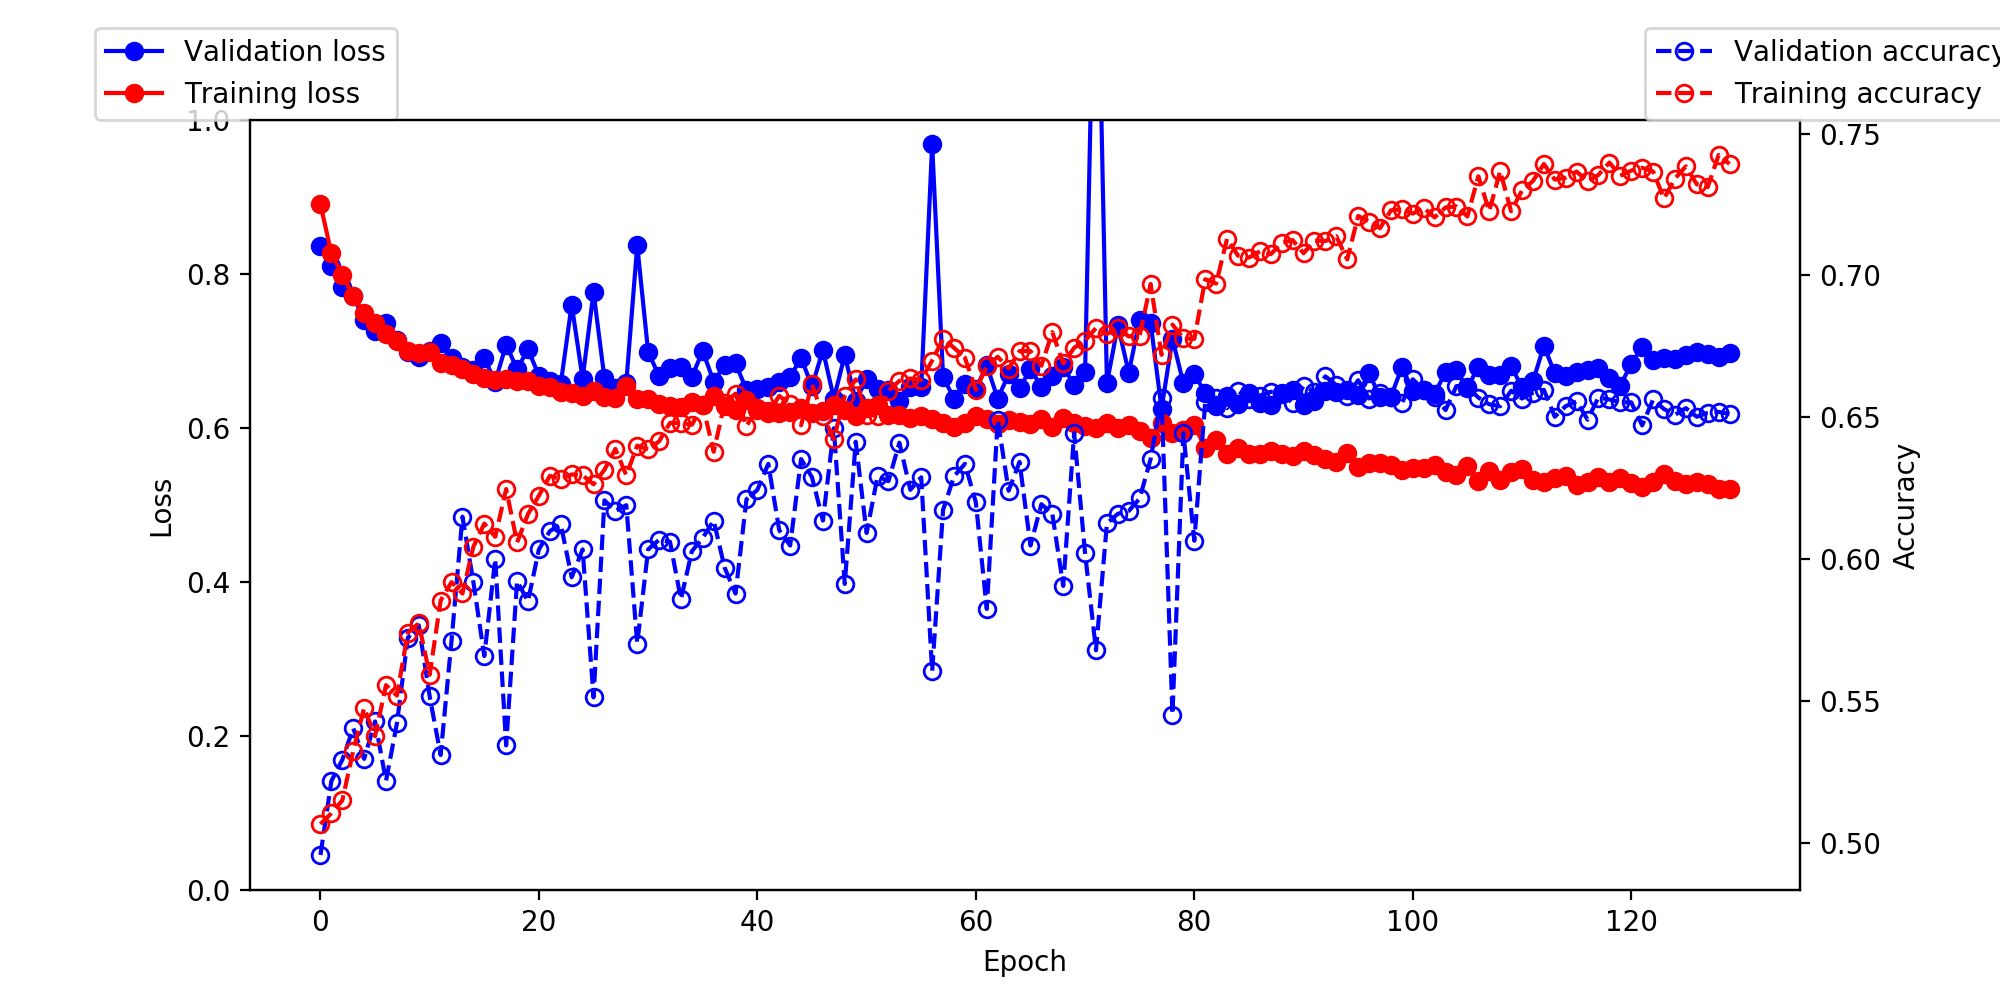 Validation loss
Training loss
Validation accuracy
Training accuracy
1.0
0.8
0.6
0.4
0.2
0.0
Loss
0.75
0.70
0.65
0.60
0.55
0.50
Accuracy
0 20 40 60 80 100 120
Epoch